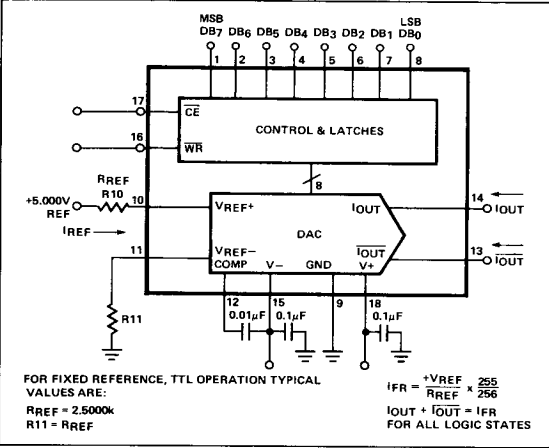 MSB LSB
DB7 DB6 DB5 DB4 DB3 DB2 DB1 DB0
1 2 3 4 5 6 7 8
17 CE
CONTROL & LATCHES
16 WR
8
RREF
R10
+5.000V
REF
10 VREF+
IREF
IOUT 14 IOUT
DAC
11 VREF−
IOUT 13 IOUT
COMP V− GND V+
12 15 9 18
0.01µF 0.1µF 0.1µF
R11
FOR FIXED REFERENCE, TTL OPERATION TYPICAL
VALUES ARE:
RREF = 2.5000k
R11 = RREF
IFR = +VREF / RREF x 255 / 256
IOUT + IOUT = IFR
FOR ALL LOGIC STATES